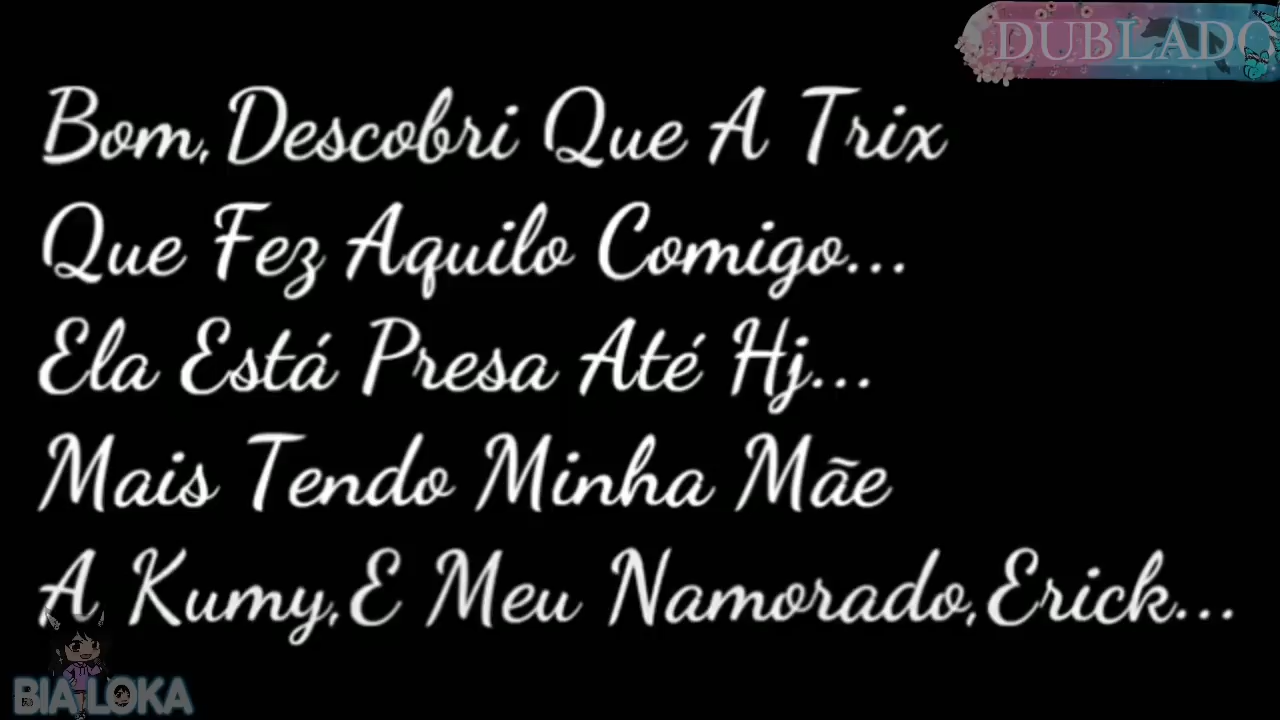 DUBLADO
Bom,Descobri Que A Trix
Que Fez Aquilo Comigo...
Ela Está Presa Até Hj...
Mais Tendo Minha Mãe
A Kumy,E Meu Namorado,Erick...
BIA LOKA